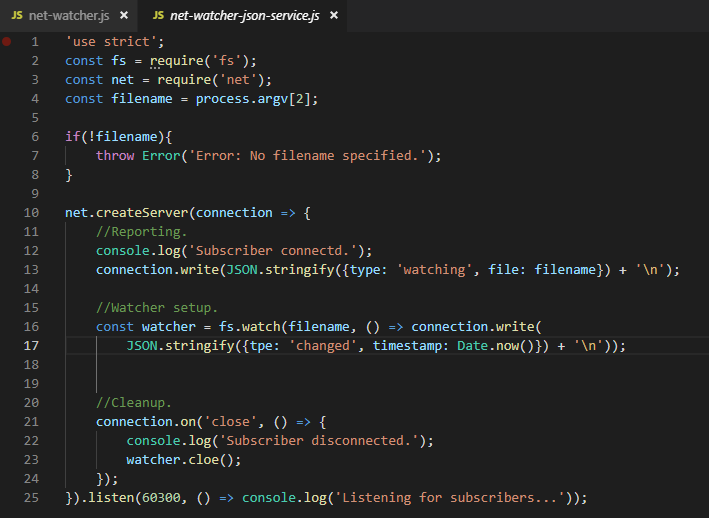 JS net-watcher.js × JS net-watcher-json-service.js ×
1 'use strict';
2 const fs = require('fs');
3 const net = require('net');
4 const filename = process.argv[2];
5
6 if(!filename){
7     throw Error('Error: No filename specified.');
8 }
9
10 net.createServer(connection => {
11     //Reporting.
12     console.log('Subscriber connectd.');
13     connection.write(JSON.stringify({type: 'watching', file: filename}) + '\n');
14
15     //Watcher setup.
16     const watcher = fs.watch(filename, () => connection.write(
17         JSON.stringify({tpe: 'changed', timestamp: Date.now()}) + '\n'));
18
19
20     //Cleanup.
21     connection.on('close', () => {
22         console.log('Subscriber disconnected.');
23         watcher.cloe();
24     });
25 }).listen(60300, () => console.log('Listening for subscribers...'));